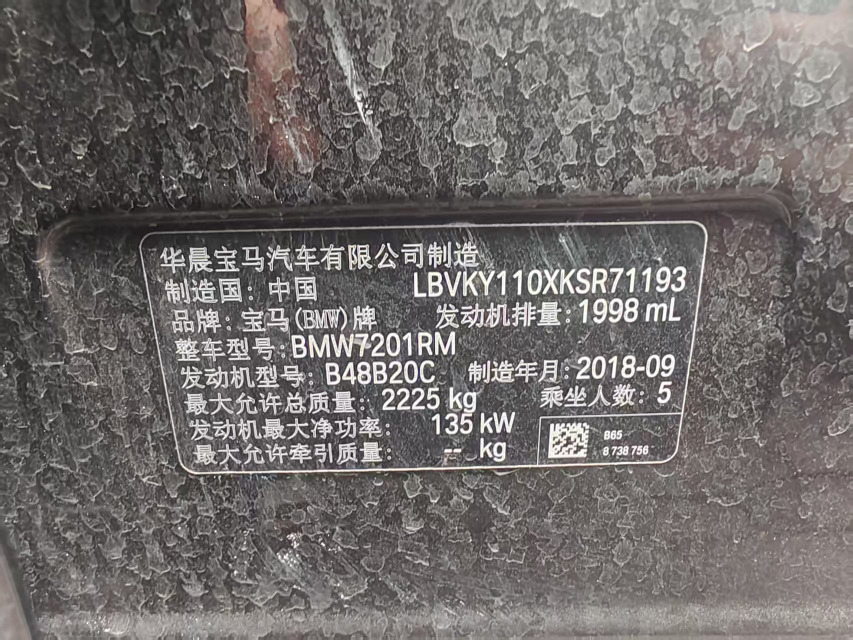 华晨宝马汽车有限公司制造
制造国: 中国 LBVKY110XKSR71193
品牌: 宝马(BMW)牌 发动机排量: 1998 mL
整车型号: BMW7201RM
发动机型号: B48B20C 制造年月: 2018-09
最大允许总质量: 2225 kg 乘坐人数: 5
发动机最大净功率: 135 kW
最大允许牵引质量: -- kg
B65
8 738 756